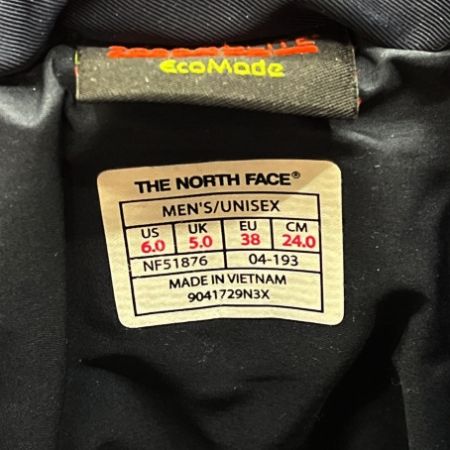 EcoMade
THE NORTH FACE®
MEN'S/UNISEX
US UK EU CM
6.0 5.0 38 24.0
NF51876 04-193
MADE IN VIETNAM
9041729N3X